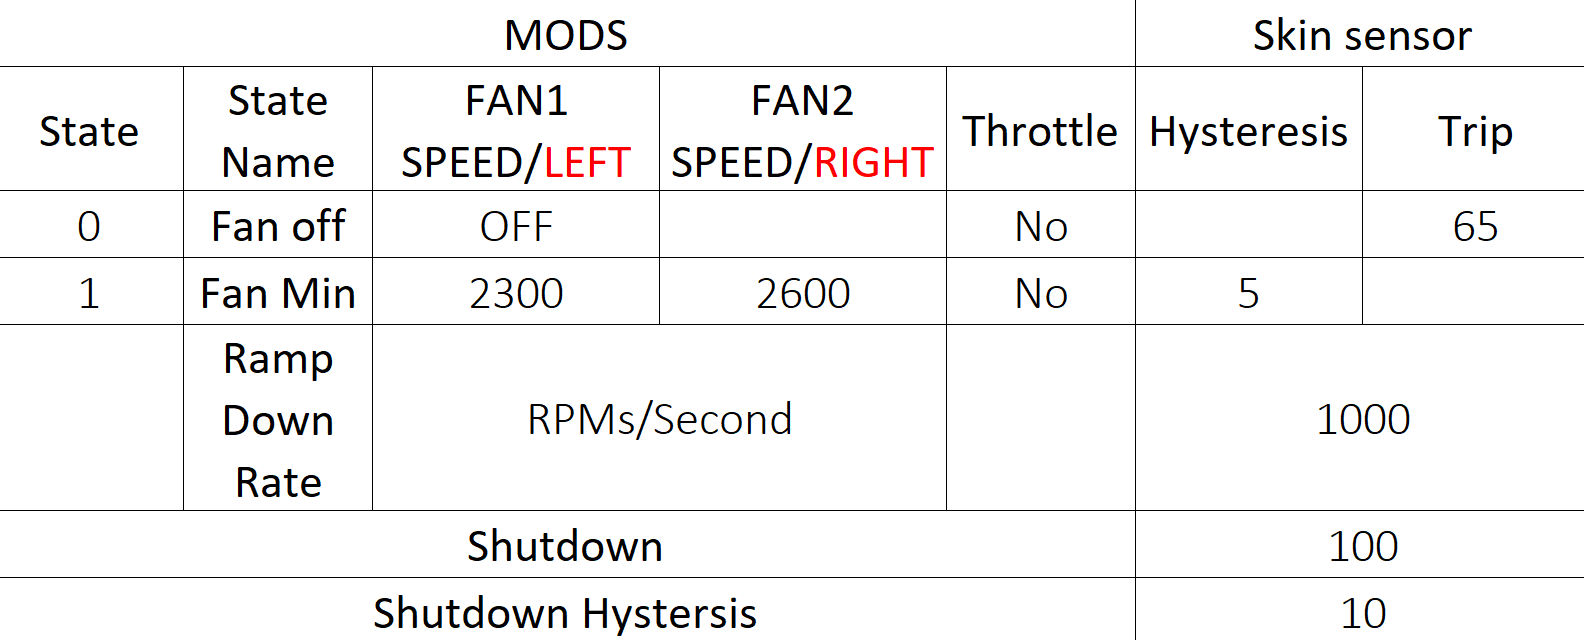 MODS Skin sensor
State State Name FAN1 SPEED/LEFT FAN2 SPEED/RIGHT Throttle Hysteresis Trip
0 Fan off OFF No 65
1 Fan Min 2300 2600 No 5
Ramp Down Rate RPMs/Second 1000
Shutdown 100
Shutdown Hystersis 10